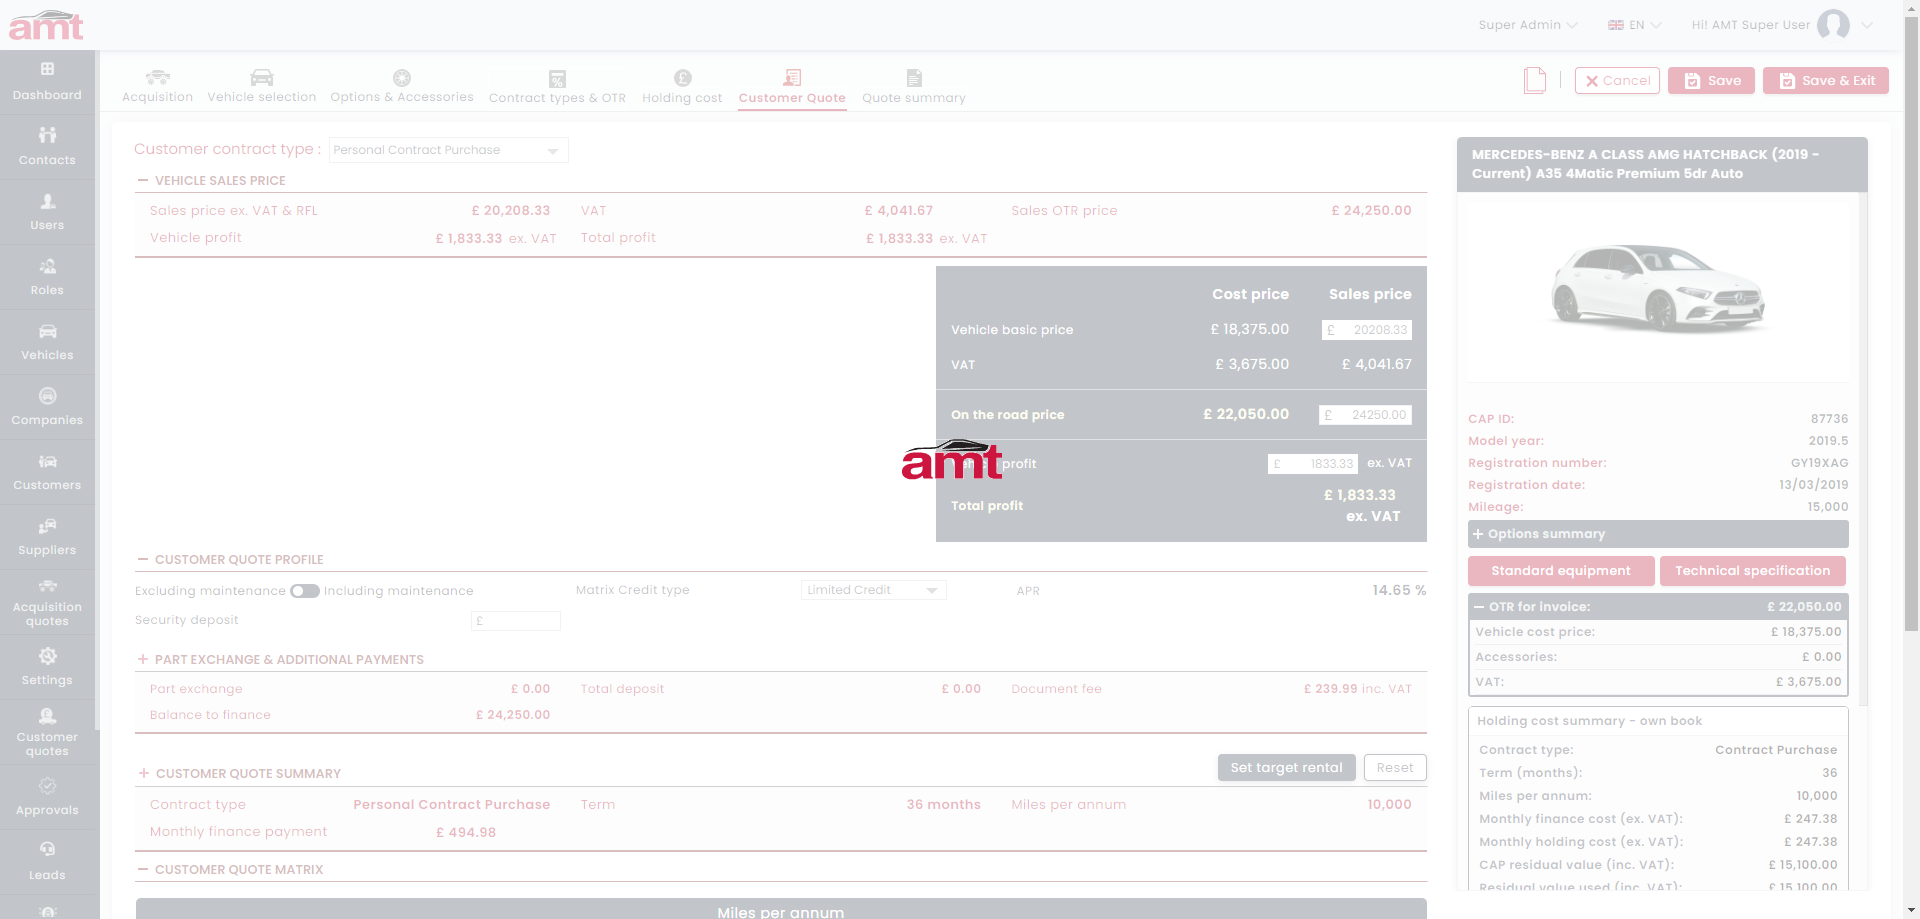 amt
Super Admin
EN
Hi! AMT Super User
Dashboard
Contacts
Users
Roles
Vehicles
Companies
Customers
Suppliers
Acquisition
quotes
Settings
Customer
quotes
Approvals
Leads
Acquisition
Vehicle selection
Options & Accessories
Contract types & OTR
Holding cost
Customer Quote
Quote summary
Cancel
Save
Save & Exit
Customer contract type : Personal Contract Purchase
VEHICLE SALES PRICE
Sales price ex. VAT & RFL £ 20,208.33 VAT £ 4,041.67 Sales OTR price £ 24,250.00
Vehicle profit £ 1,833.33 ex. VAT Total profit £ 1,833.33 ex. VAT
Cost price Sales price
Vehicle basic price £ 18,375.00 £ 20208.33
VAT £ 3,675.00 £ 4,041.67
On the road price £ 22,050.00 £ 24250.00
amt
profit £ 1833.33 ex. VAT
Total profit £ 1,833.33
ex. VAT
CUSTOMER QUOTE PROFILE
Excluding maintenance Including maintenance Matrix Credit type Limited Credit APR 14.65 %
Security deposit £
PART EXCHANGE & ADDITIONAL PAYMENTS
Part exchange £ 0.00 Total deposit £ 0.00 Document fee £ 239.99 inc. VAT
Balance to finance £ 24,250.00
CUSTOMER QUOTE SUMMARY Set target rental Reset
Contract type Personal Contract Purchase Term 36 months Miles per annum 10,000
Monthly finance payment £ 494.98
CUSTOMER QUOTE MATRIX
Miles per annum
MERCEDES-BENZ A CLASS AMG HATCHBACK (2019 -
Current) A35 4Matic Premium 5dr Auto
CAP ID: 87736
Model year: 2019.5
Registration number: GY19XAG
Registration date: 13/03/2019
Mileage: 15,000
Options summary
Standard equipment Technical specification
OTR for invoice: £ 22,050.00
Vehicle cost price: £ 18,375.00
Accessories: £ 0.00
VAT: £ 3,675.00
Holding cost summary - own book
Contract type: Contract Purchase
Term (months): 36
Miles per annum: 10,000
Monthly finance cost (ex. VAT): £ 247.38
Monthly holding cost (ex. VAT): £ 247.38
CAP residual value (inc. VAT): £ 15,100.00
Residual value used (inc. VAT): £ 15,100.00